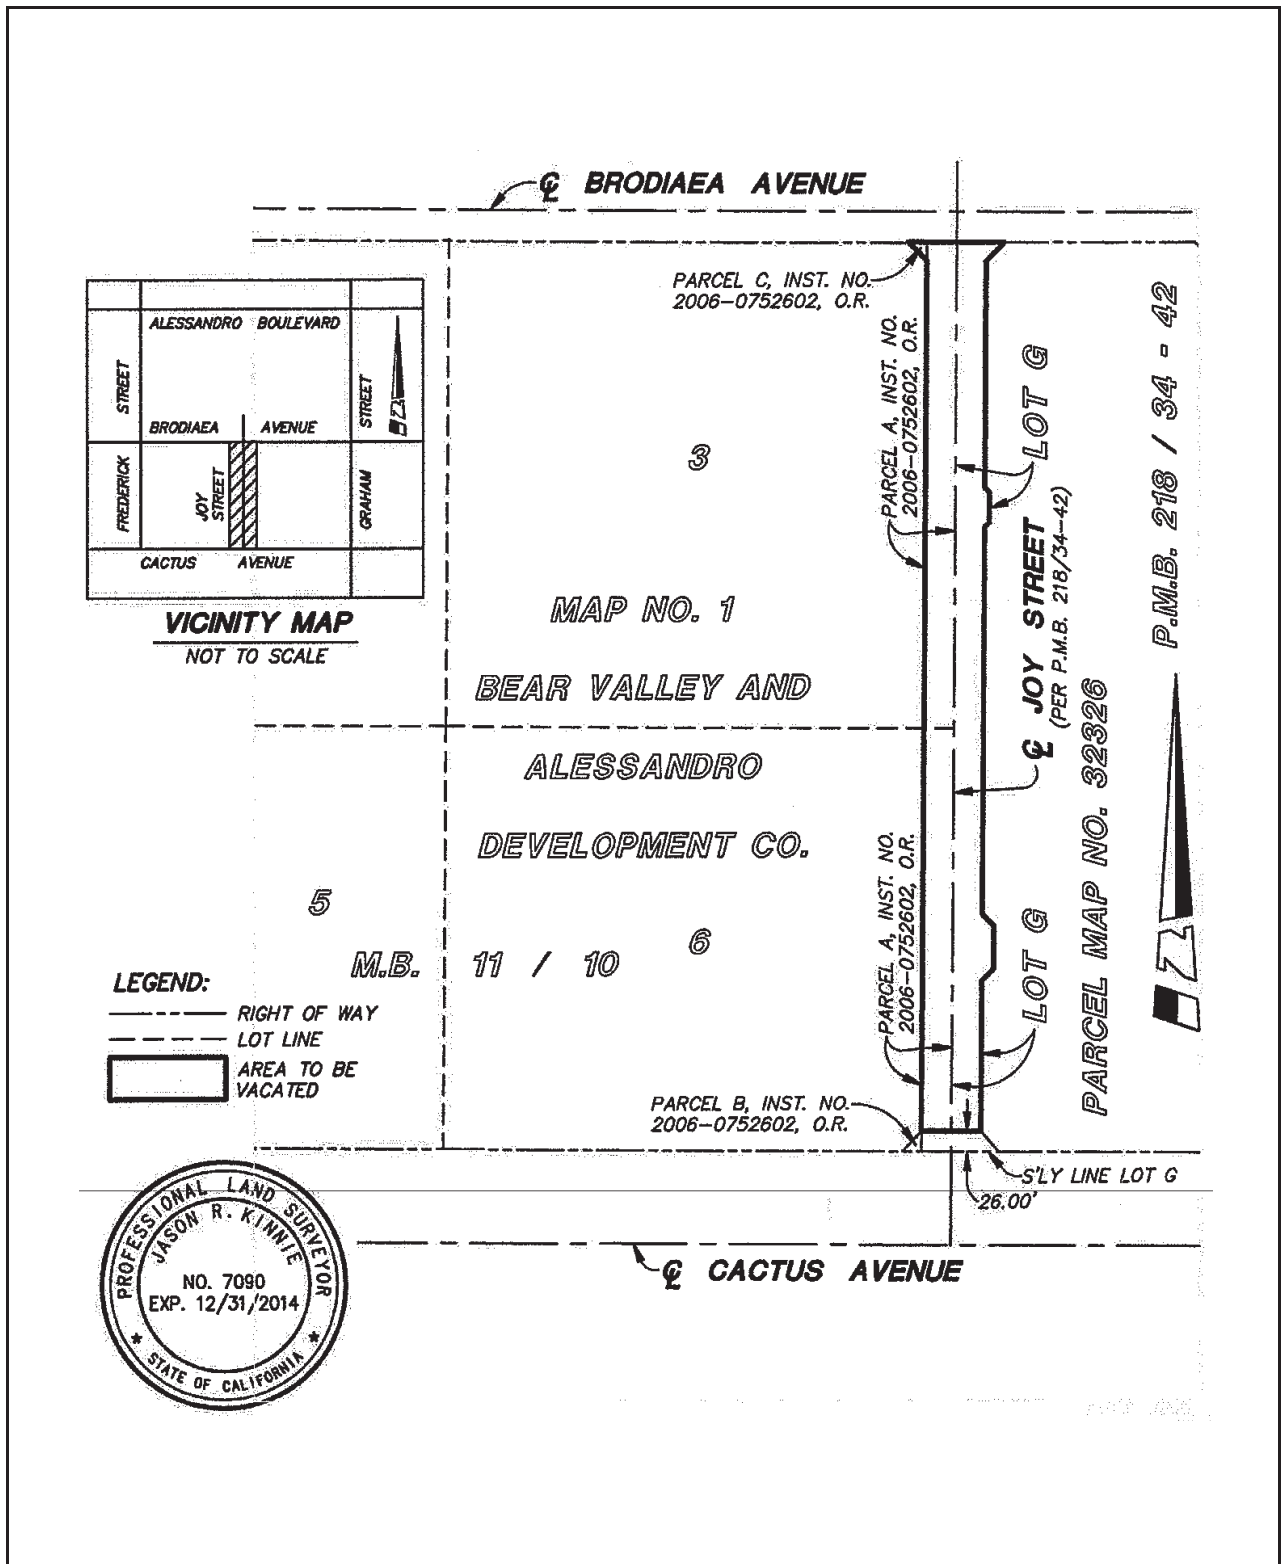 ℄ BRODIAEA AVENUE
PARCEL C, INST. NO.
2006-0752602, O.R.
ALESSANDRO BOULEVARD
STREET
STREET
BRODIAEA AVENUE
FREDERICK
JOY
STREET
GRAHAM
CACTUS AVENUE
VICINITY MAP
NOT TO SCALE
PARCEL A, INST. NO.
2006-0752602, O.R.
LOT G
P.M.B. 218 / 34 - 42
3
MAP NO. 1
BEAR VALLEY AND
℄ JOY STREET
(PER P.M.B. 218/34-42)
PARCEL MAP NO. 32326
ALESSANDRO
DEVELOPMENT CO.
PARCEL A, INST. NO.
2006-0752602, O.R.
LOT G
5
6
M.B. 11 / 10
LEGEND:
RIGHT OF WAY
LOT LINE
AREA TO BE
VACATED
PARCEL B, INST. NO.
2006-0752602, O.R.
S'LY LINE LOT G
26.00'
℄ CACTUS AVENUE
PROFESSIONAL LAND SURVEYOR
JASON R. KINNIE
NO. 7090
EXP. 12/31/2014
STATE OF CALIFORNIA